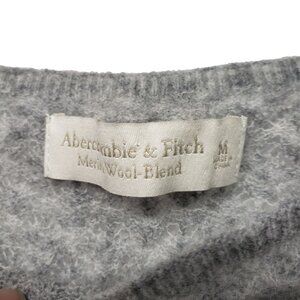 Abercrombie & Fitch
Merino Wool-Blend
M